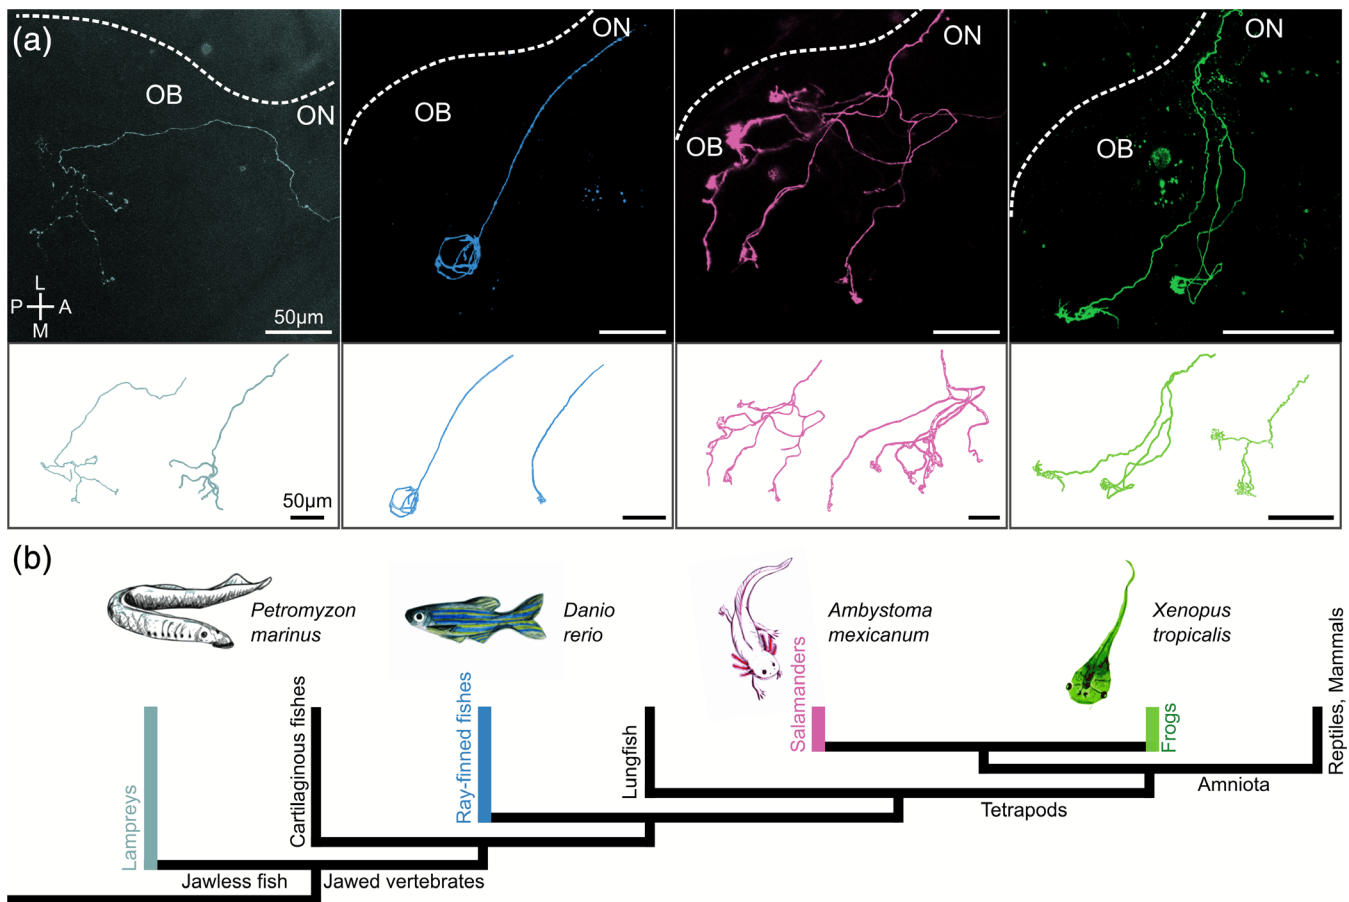 (a)
OB
ON
L
P
A
M
50µm
OB
ON
OB
ON
OB
ON
50µm
(b)
Petromyzon
marinus
Danio
rerio
Ambystoma
mexicanum
Xenopus
tropicalis
Lampreys
Cartilaginous fishes
Ray-finned fishes
Lungfish
Salamanders
Frogs
Reptiles, Mammals
Amniota
Tetrapods
Jawless fish
Jawed vertebrates